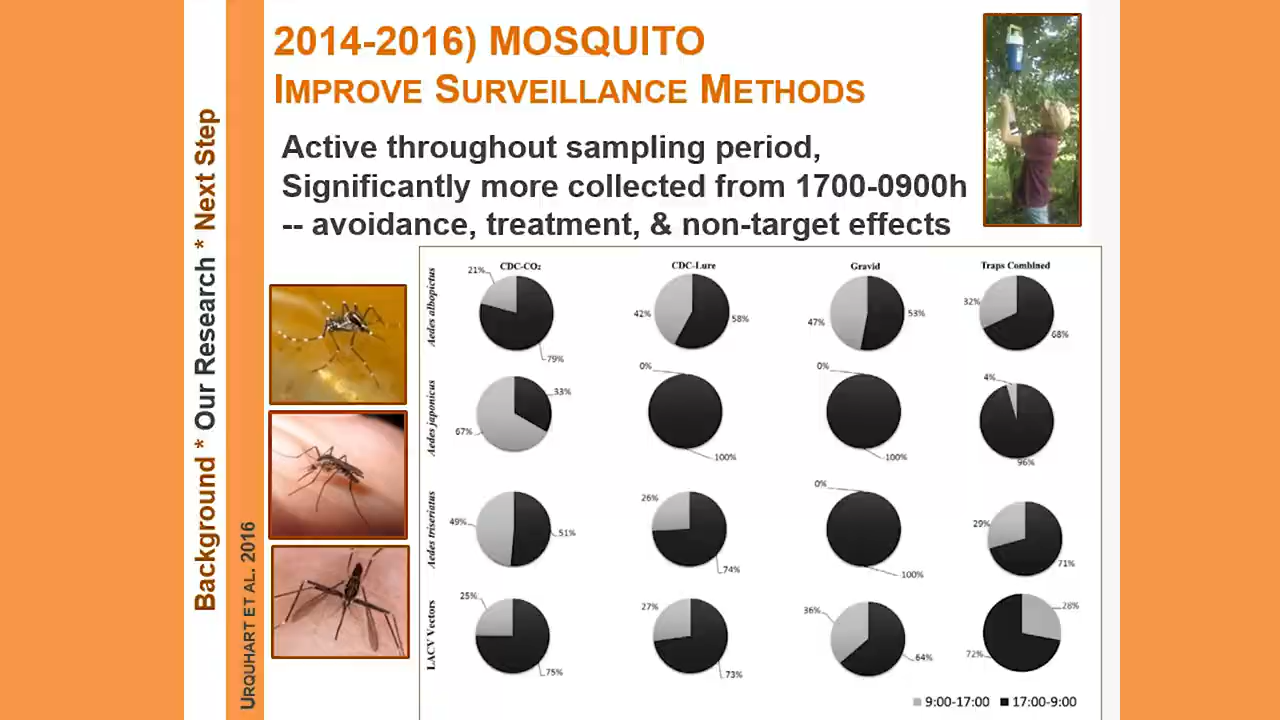 2014-2016) MOSQUITO
IMPROVE SURVEILLANCE METHODS
Active throughout sampling period,
Significantly more collected from 1700-0900h
-- avoidance, treatment, & non-target effects
Background * Our Research * Next Step
URQUHART ET AL. 2016
CDC-CO₂ CDC-Lure Gravid Traps Combined
Aedes albopictus
21% 79% 42% 58% 47% 53% 32% 68%
Aedes japonicus
33% 67% 0% 100% 0% 100% 4% 96%
Aedes triseriatus
49% 51% 26% 74% 0% 100% 29% 71%
LACV Vectors
25% 75% 27% 73% 36% 64% 28% 72%
9:00-17:00 17:00-9:00